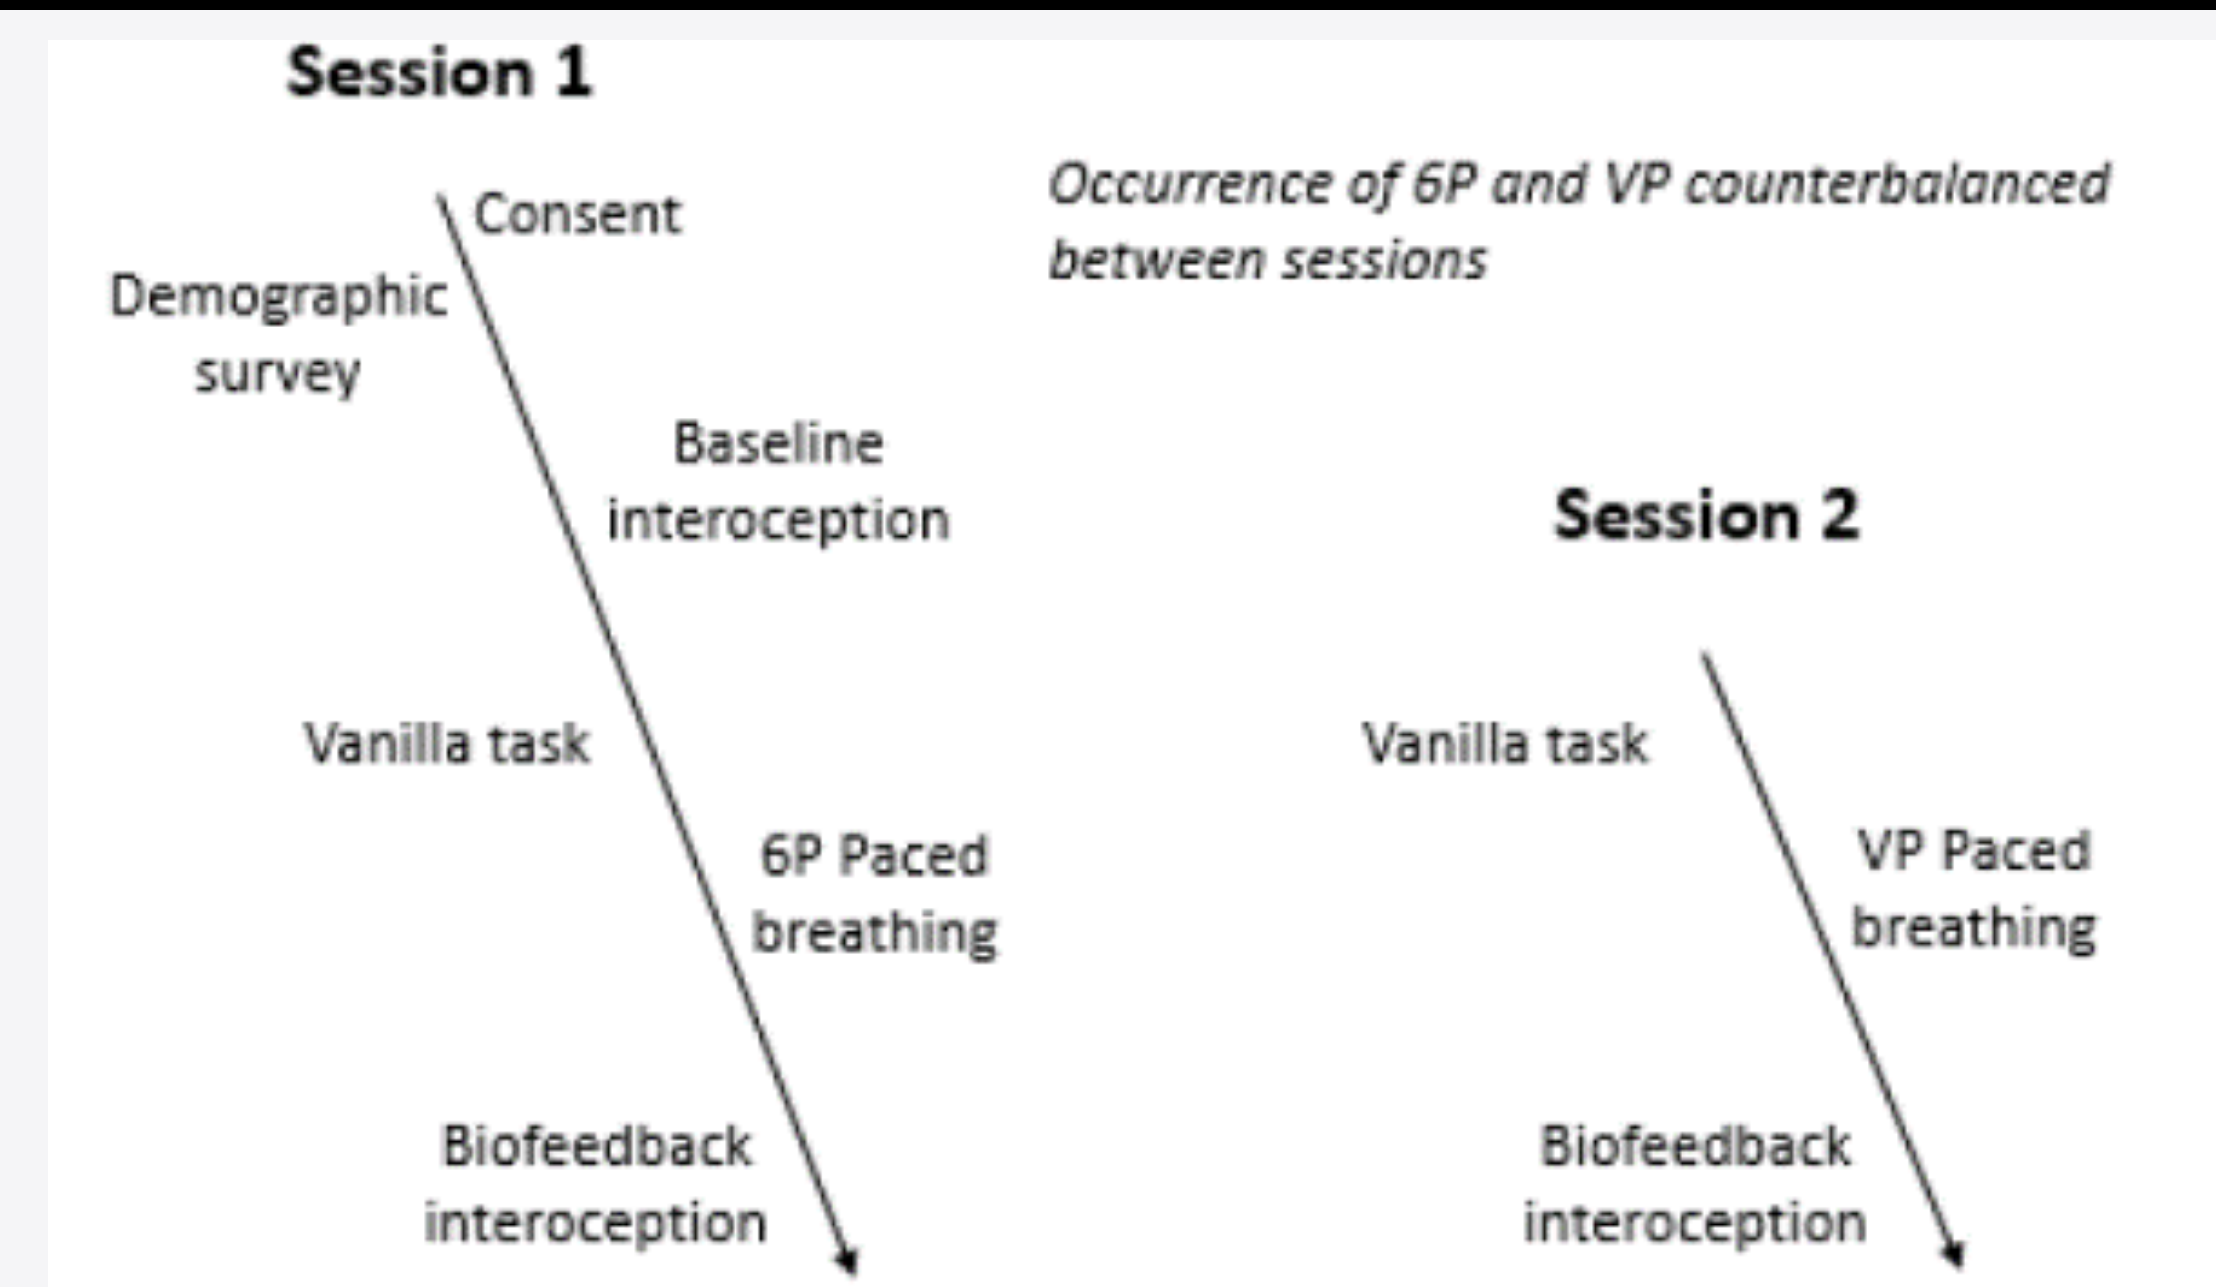 Session 1
Consent
Occurrence of 6P and VP counterbalanced
between sessions
Demographic
survey
Baseline
interoception
Vanilla task
6P Paced
breathing
Biofeedback
interoception
Session 2
Vanilla task
VP Paced
breathing
Biofeedback
interoception